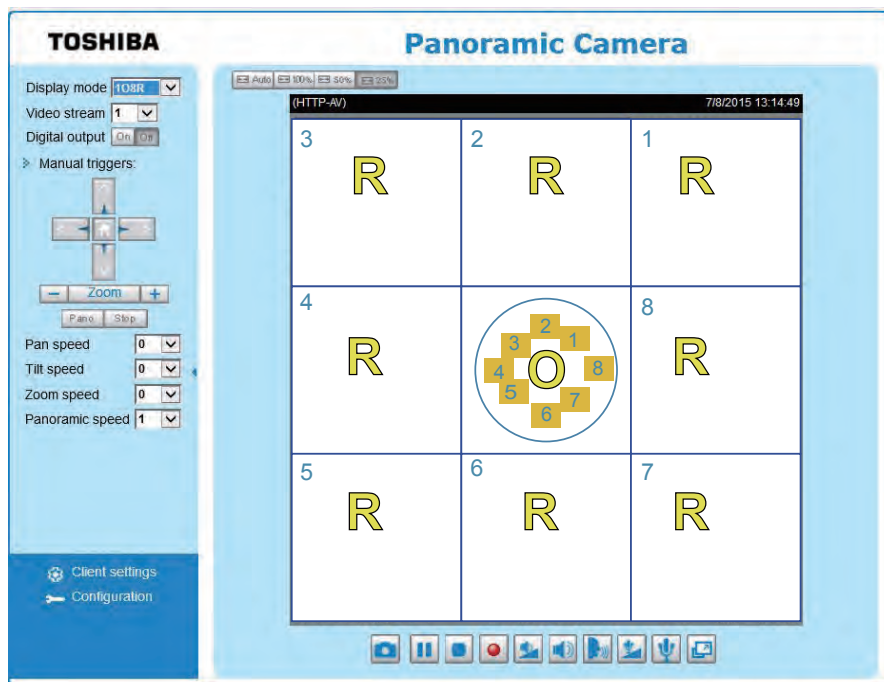 TOSHIBA
Panoramic Camera
Display mode 1O8R
Video stream 1
Digital output On Off
Manual triggers:
Zoom
Pano Stop
Pan speed 0
Tilt speed 0
Zoom speed 0
Panoramic speed 1
Client settings
Configuration
Auto 100% 50% 25%
(HTTP-AV) 7/8/2015 13:14:49
3 2 1
R R R
4 8
R R
2
3 1
4 O 8
5 7
6
5 6 7
R R R